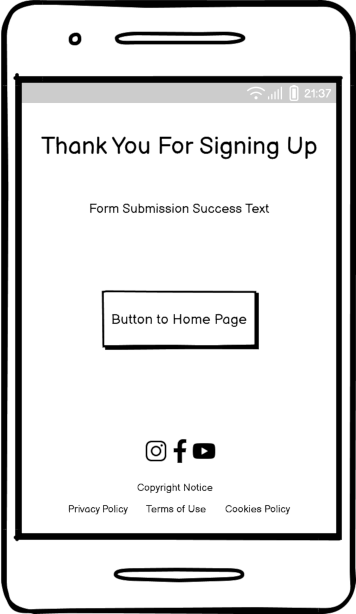 21:37
Thank You For Signing Up
Form Submission Success Text
Button to Home Page
Copyright Notice
Privacy Policy Terms of Use Cookies Policy